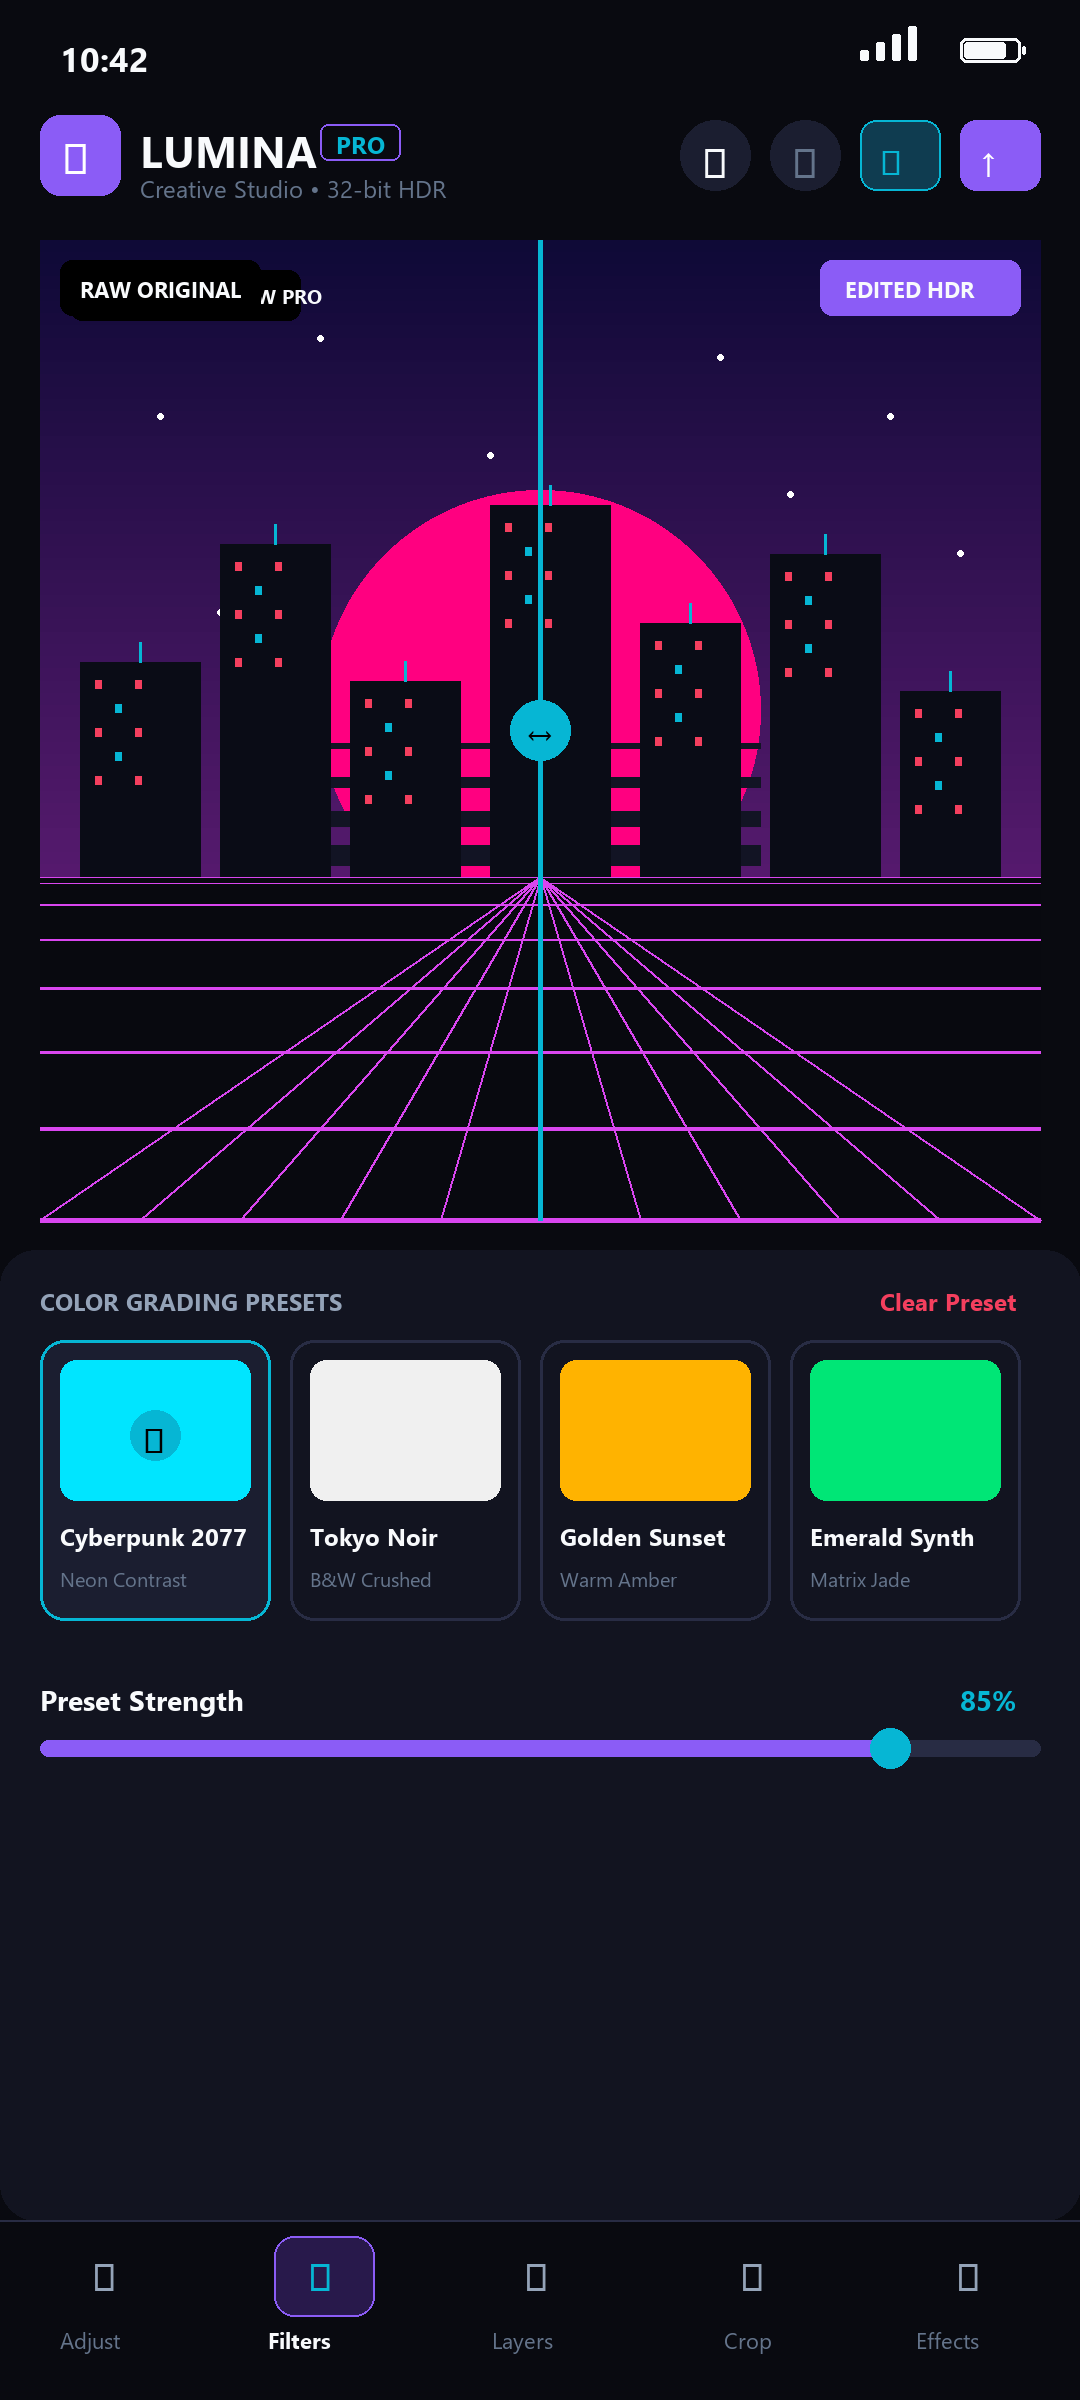 10:42
LUMINA PRO
Creative Studio • 32-bit HDR
↑
RAW ORIGINAL
PRO
EDITED HDR
↔
COLOR GRADING PRESETS
Clear Preset
Cyberpunk 2077
Neon Contrast
Tokyo Noir
B&W Crushed
Golden Sunset
Warm Amber
Emerald Synth
Matrix Jade
Preset Strength
85%
Adjust
Filters
Layers
Crop
Effects